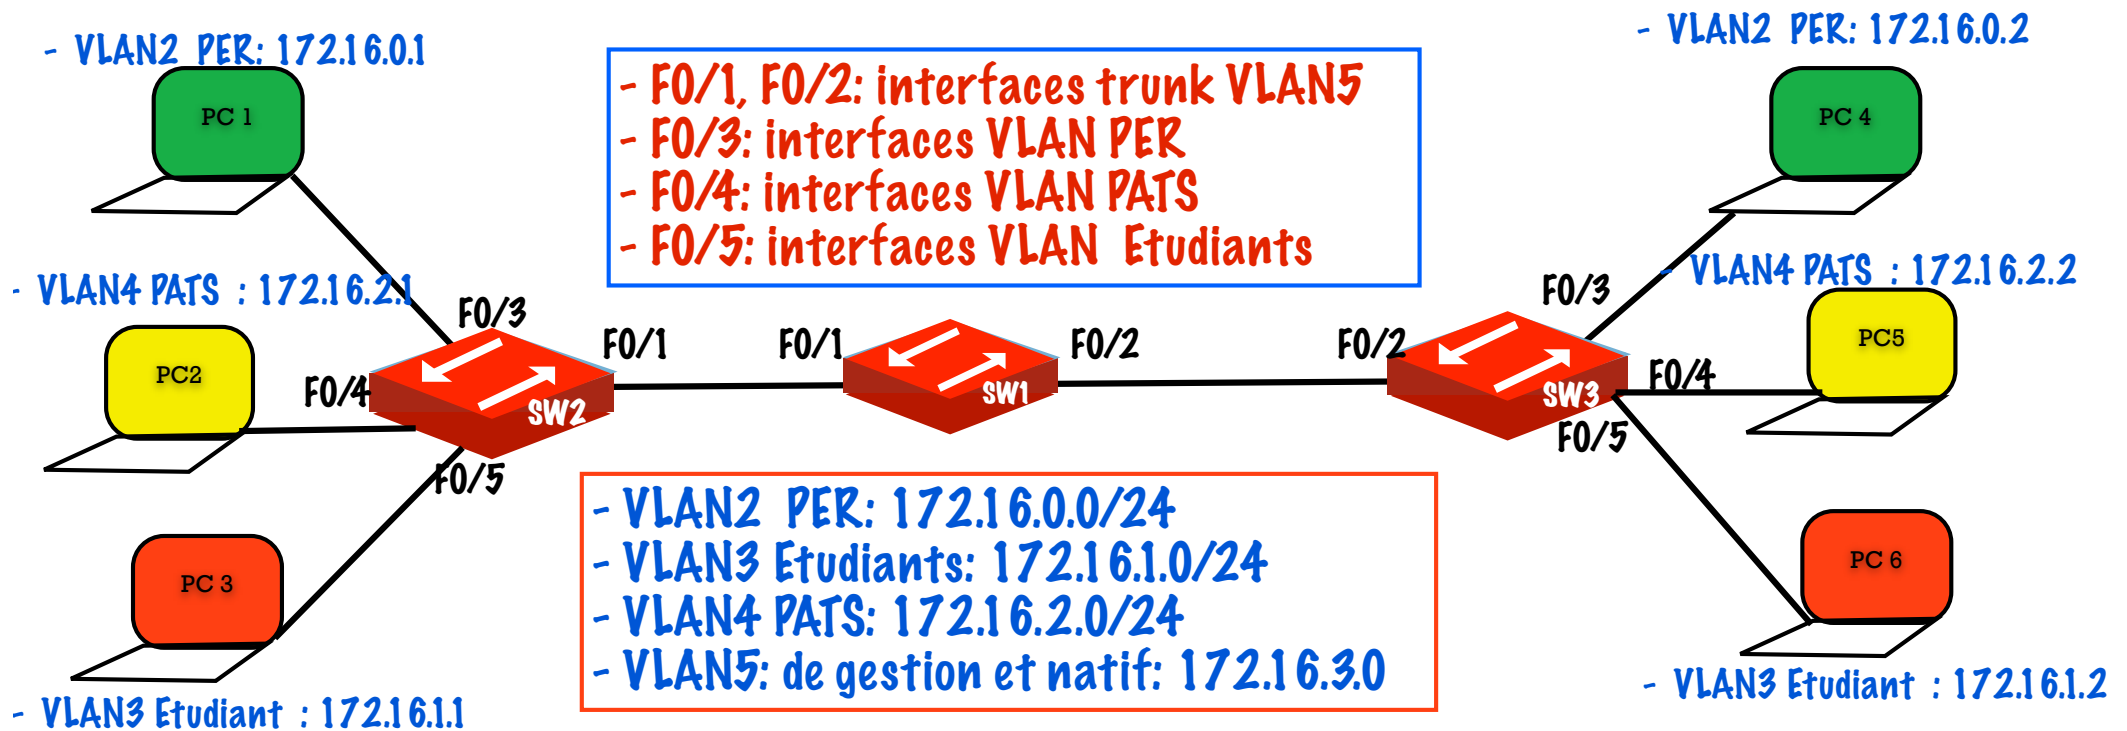 - VLAN2 PER: 172.16.0.1
- VLAN2 PER: 172.16.0.2
PC 1
- F0/1, F0/2: interfaces trunk VLAN5
- F0/3: interfaces VLAN PER
- F0/4: interfaces VLAN PATS
- F0/5: interfaces VLAN Etudiants
PC 4
- VLAN4 PATS : 172.16.2.1
- VLAN4 PATS : 172.16.2.2
F0/3
F0/3
PC2
F0/4
F0/1
SW2
F0/1
SW1
F0/2
F0/2
SW3
F0/4
PC5
F0/5
F0/5
PC 3
- VLAN2 PER: 172.16.0.0/24
- VLAN3 Etudiants: 172.16.1.0/24
- VLAN4 PATS: 172.16.2.0/24
- VLAN5: de gestion et natif: 172.16.3.0
PC 6
- VLAN3 Etudiant : 172.16.1.1
- VLAN3 Etudiant : 172.16.1.2